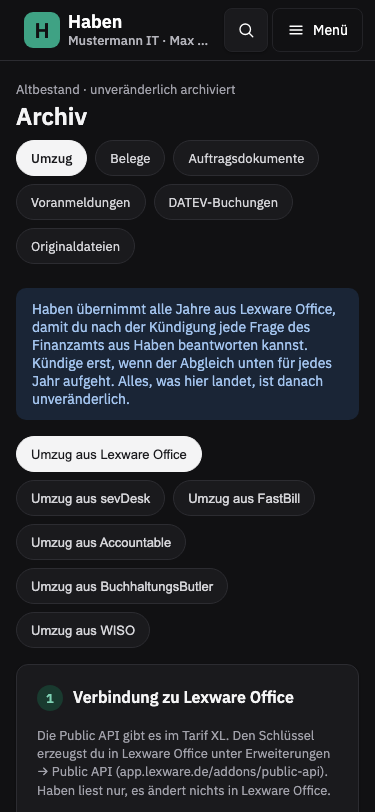 H
Haben
Mustermann IT · Max ...
Menü
Altbestand · unveränderlich archiviert
Archiv
Umzug
Belege
Auftragsdokumente
Voranmeldungen
DATEV-Buchungen
Originaldateien
Haben übernimmt alle Jahre aus Lexware Office,
damit du nach der Kündigung jede Frage des
Finanzamts aus Haben beantworten kannst.
Kündige erst, wenn der Abgleich unten für jedes
Jahr aufgeht. Alles, was hier landet, ist danach
unveränderlich.
Umzug aus Lexware Office
Umzug aus sevDesk
Umzug aus FastBill
Umzug aus Accountable
Umzug aus BuchhaltungsButler
Umzug aus WISO
1
Verbindung zu Lexware Office
Die Public API gibt es im Tarif XL. Den Schlüssel
erzeugst du in Lexware Office unter Erweiterungen
→ Public API (app.lexware.de/addons/public-api).
Haben liest nur, es ändert nichts in Lexware Office.